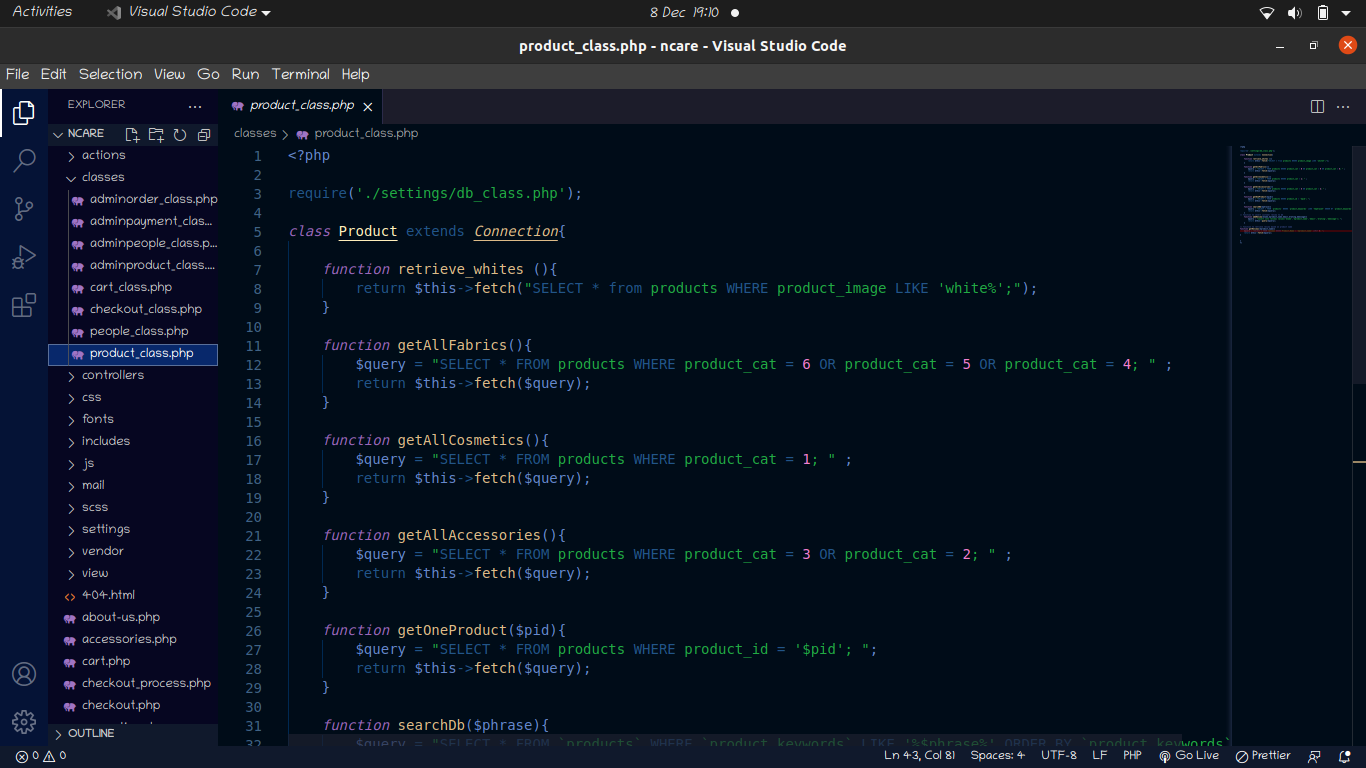 Activities Visual Studio Code 8 Dec 19:10
product_class.php - ncare - Visual Studio Code
File Edit Selection View Go Run Terminal Help
EXPLORER ... product_class.php
NCARE classes > product_class.php
actions
classes
adminorder_class.php
adminpayment_clas...
adminpeople_class.p...
adminproduct_class....
cart_class.php
checkout_class.php
people_class.php
product_class.php
controllers
css
fonts
includes
js
mail
scss
settings
vendor
view
404.html
about-us.php
accessories.php
cart.php
checkout_process.php
checkout.php
OUTLINE
1 <?php
2
3 require('./settings/db_class.php');
4
5 class Product extends Connection{
6
7 function retrieve_whites (){
8 return $this->fetch("SELECT * from products WHERE product_image LIKE 'white%';");
9 }
10
11 function getAllFabrics(){
12 $query = "SELECT * FROM products WHERE product_cat = 6 OR product_cat = 5 OR product_cat = 4; " ;
13 return $this->fetch($query);
14 }
15
16 function getAllCosmetics(){
17 $query = "SELECT * FROM products WHERE product_cat = 1; " ;
18 return $this->fetch($query);
19 }
20
21 function getAllAccessories(){
22 $query = "SELECT * FROM products WHERE product_cat = 3 OR product_cat = 2; " ;
23 return $this->fetch($query);
24 }
25
26 function getOneProduct($pid){
27 $query = "SELECT * FROM products WHERE product_id = '$pid'; ";
28 return $this->fetch($query);
29 }
30
31 function searchDb($phrase){
32 $query = "SELECT * FROM `products` WHERE `product_keywords` LIKE '%$phrase%' ORDER BY `product_keywords`
0 0 Ln 43, Col 81 Spaces: 4 UTF-8 LF PHP Go Live Prettier